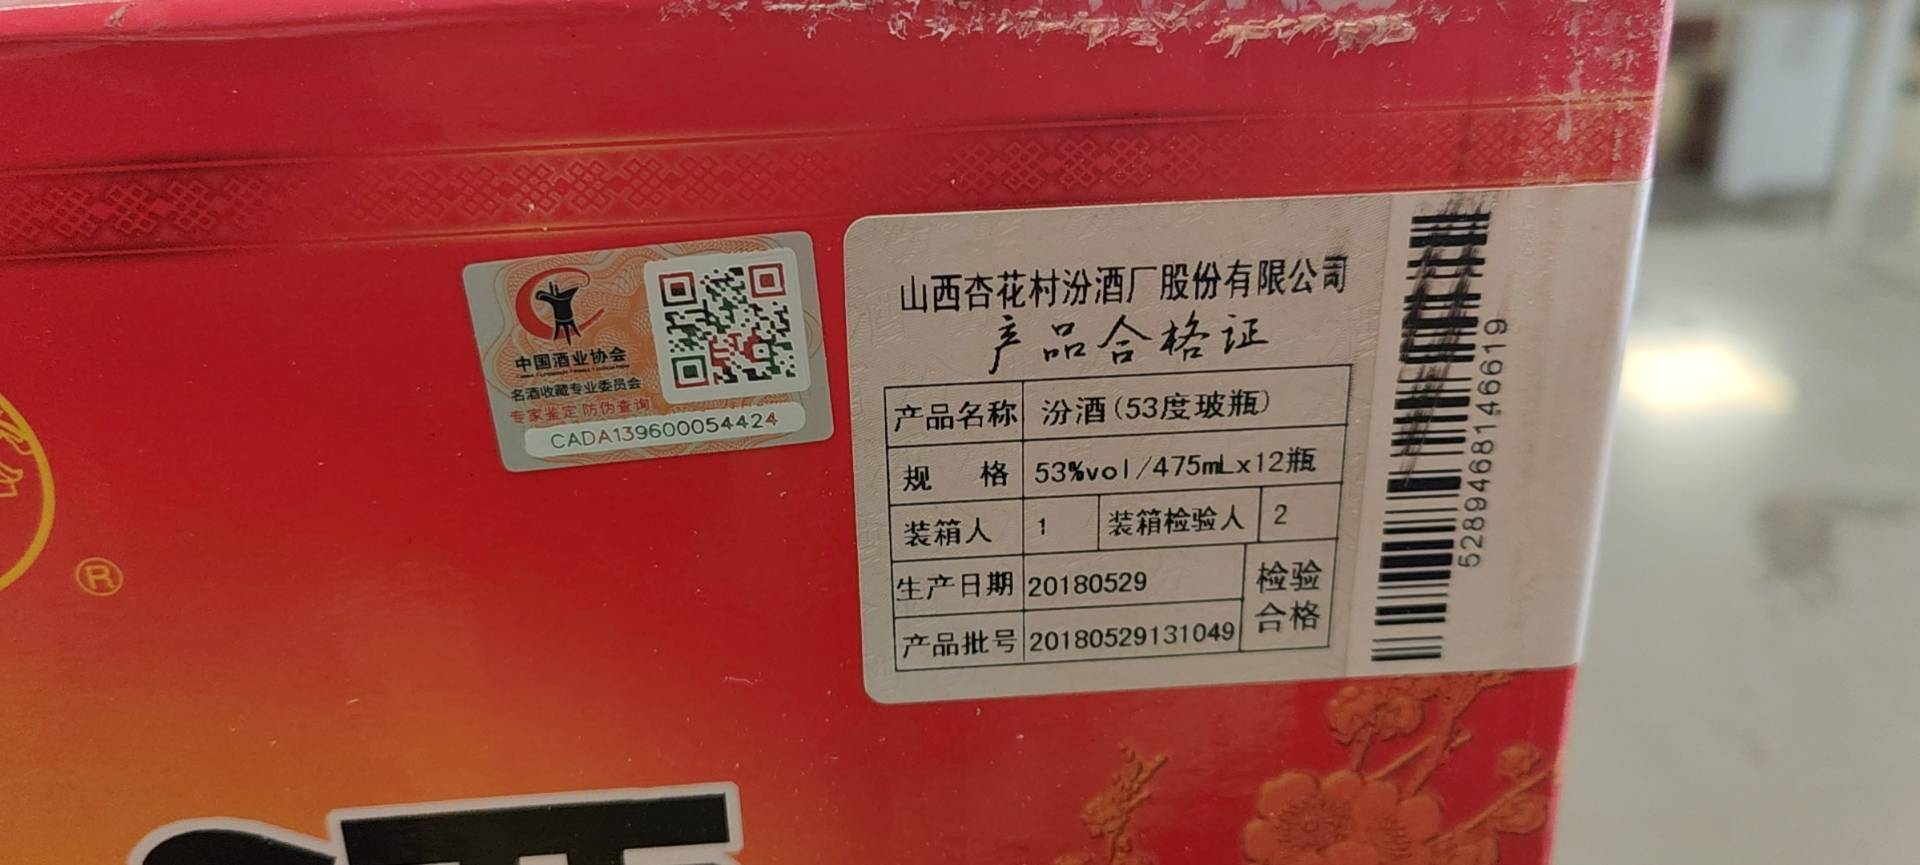 中国酒业协会
名酒收藏专业委员会
专家鉴定 防伪查询
CADA139600054424
山西杏花村汾酒厂股份有限公司
产品合格证
产品名称 汾酒(53度玻瓶)
规 格 53%vol/475mLx12瓶
装箱人 1 装箱检验人 2
生产日期 20180529
检验合格
产品批号 20180529131049
5289468146619
®